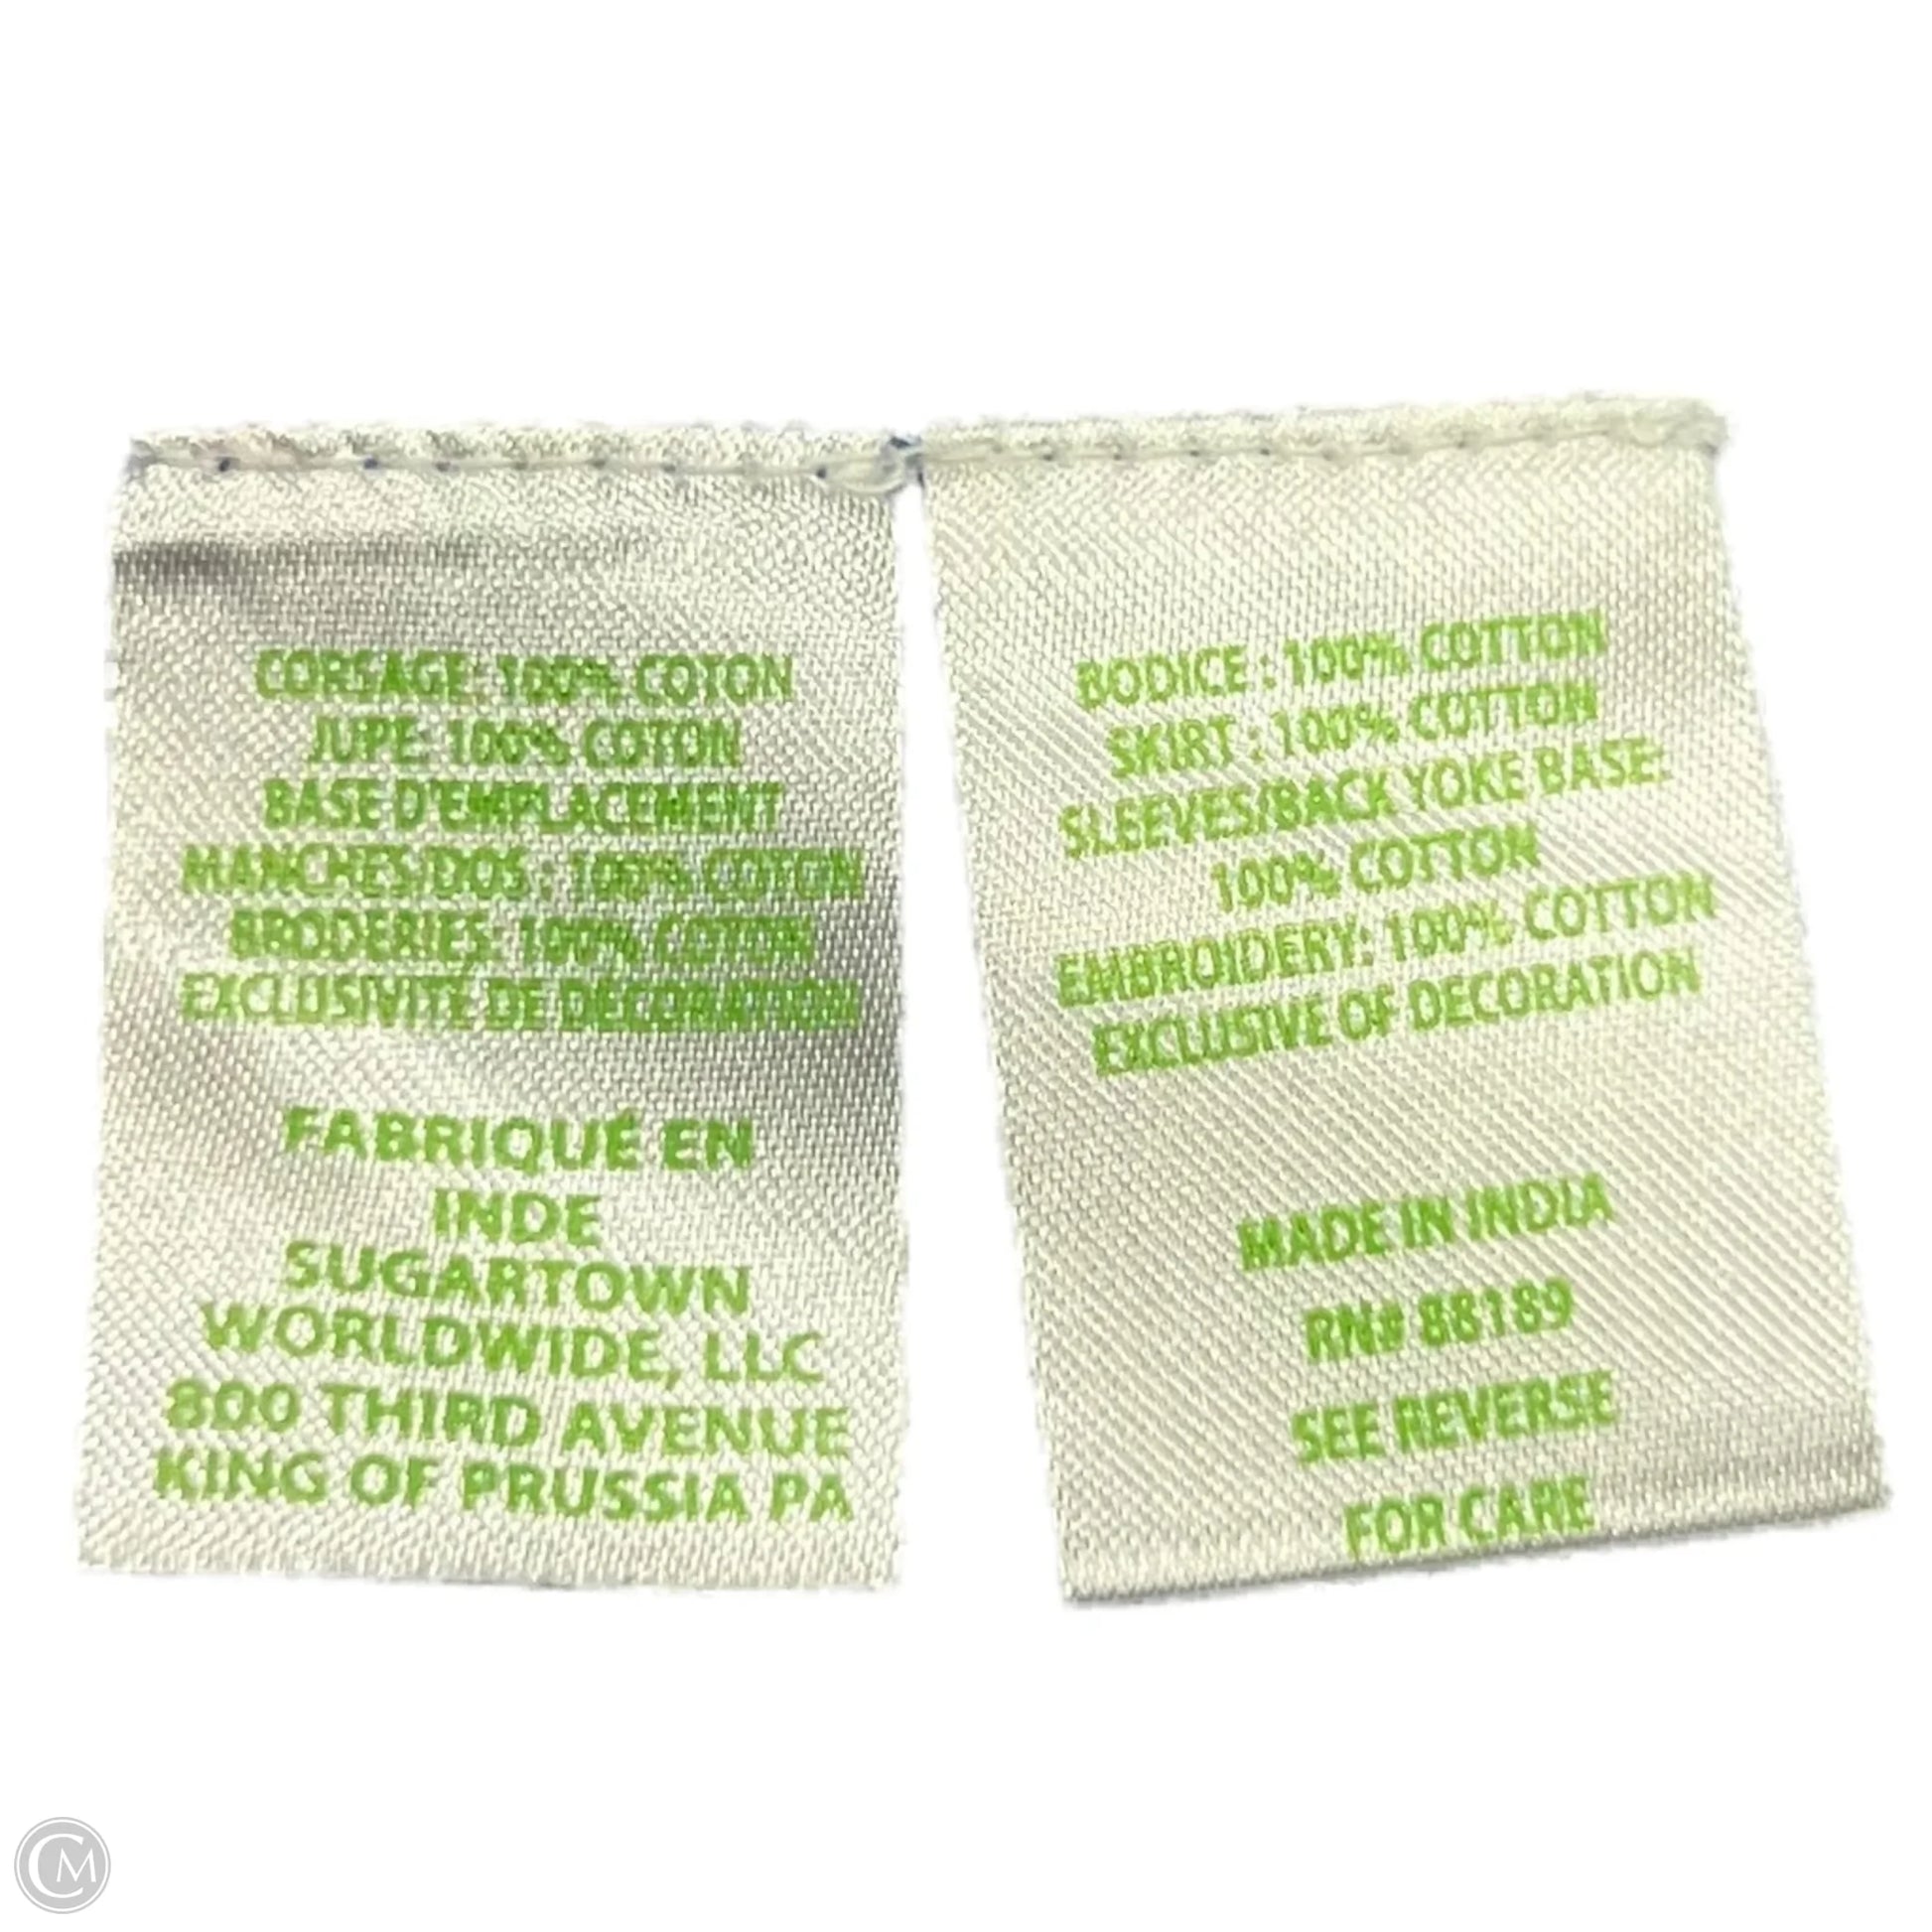 CORSAGE: 100% COTON
JUPE: 100% COTON
BASE D'EMPLACEMENT
MANCHES/DOS : 100% COTON
BRODERIES: 100% COTON
EXCLUSIVITÉ DE DECORATION
FABRIQUÉ EN
INDE
SUGARTOWN
WORLDWIDE, LLC
800 THIRD AVENUE
KING OF PRUSSIA PA
BODICE : 100% COTTON
SKIRT : 100% COTTON
SLEEVES/BACK YOKE BASE:
100% COTTON
EMBROIDERY: 100% COTTON
EXCLUSIVE OF DECORATION
MADE IN INDIA
RN# 88189
SEE REVERSE
FOR CARE
CM